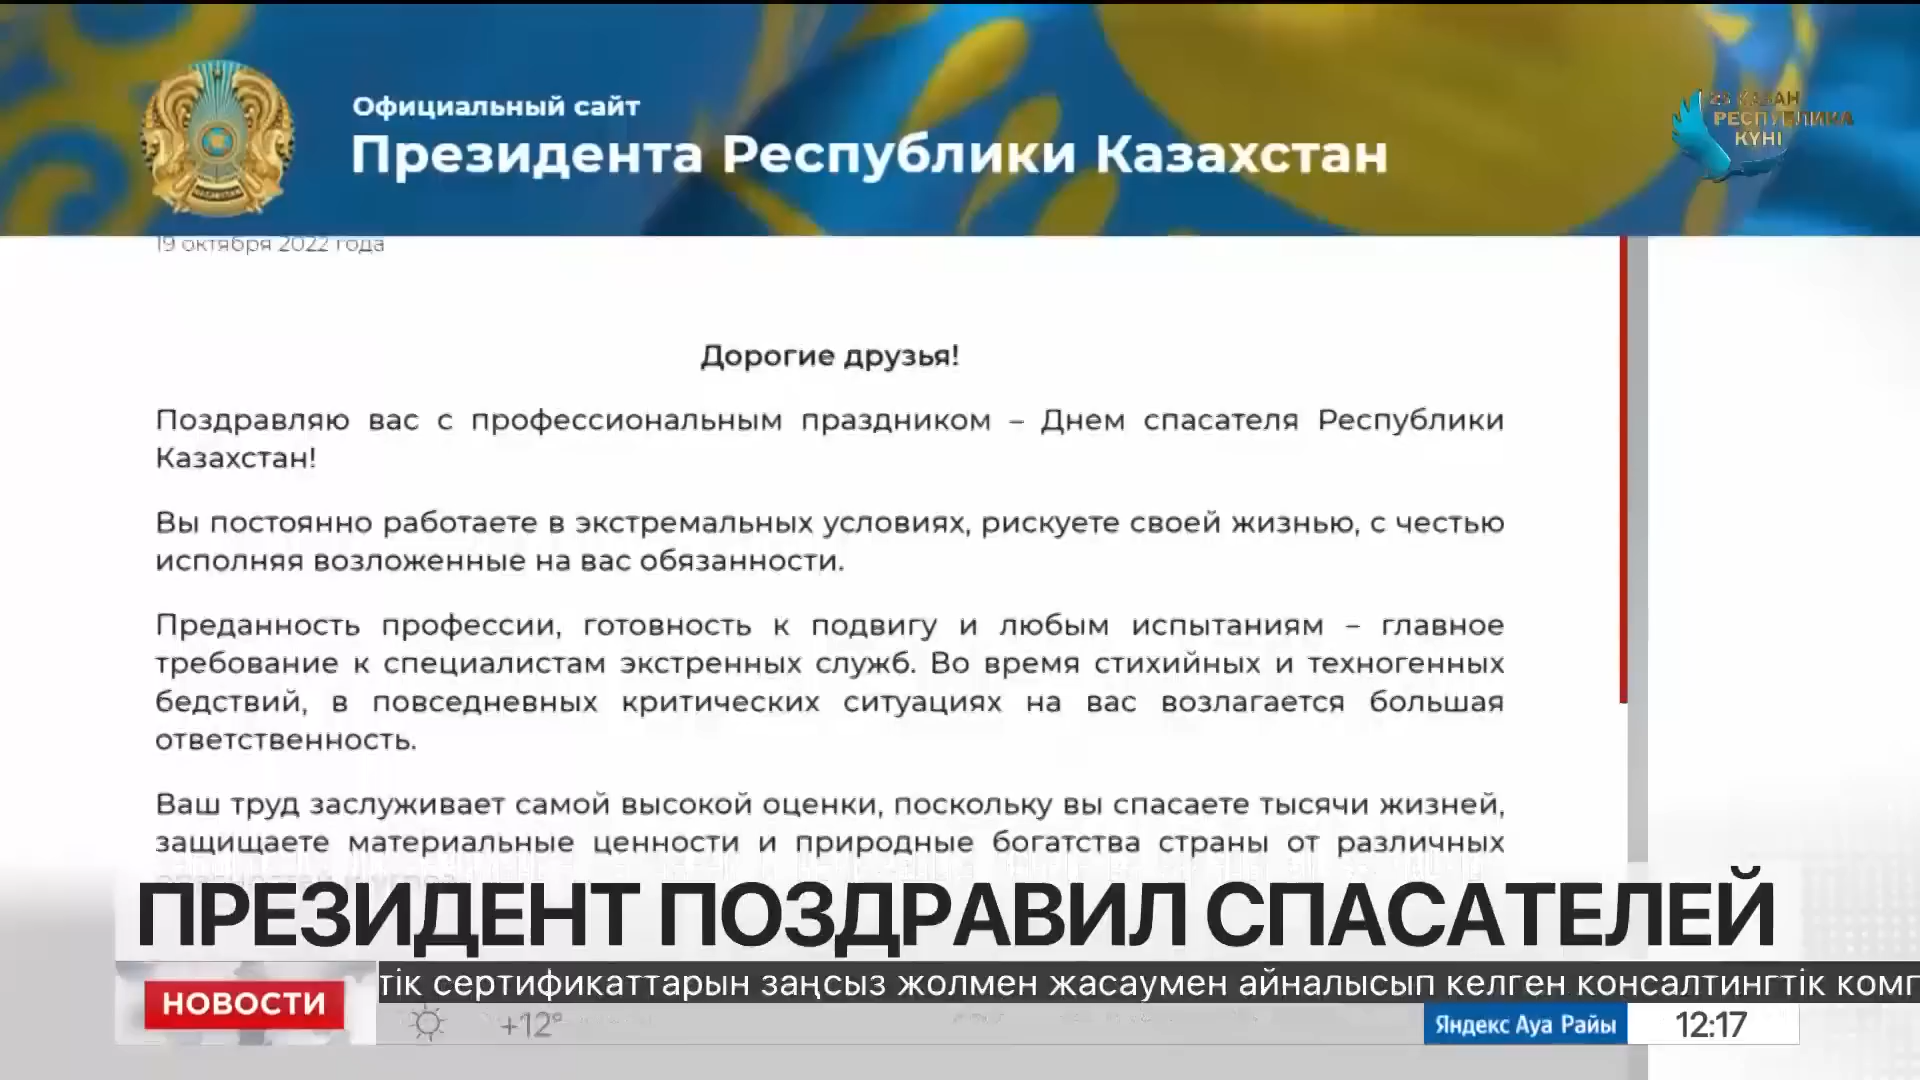 Официальный сайт
Президента Республики Казахстан
25 ҚАЗАН
РЕСПУБЛИКА
КҮНІ
19 октября 2022 года
Дорогие друзья!
Поздравляю вас с профессиональным праздником – Днем спасателя Республики
Казахстан!
Вы постоянно работаете в экстремальных условиях, рискуете своей жизнью, с честью
исполняя возложенные на вас обязанности.
Преданность профессии, готовность к подвигу и любым испытаниям – главное
требование к специалистам экстренных служб. Во время стихийных и техногенных
бедствий, в повседневных критических ситуациях на вас возлагается большая
ответственность.
Ваш труд заслуживает самой высокой оценки, поскольку вы спасаете тысячи жизней,
защищаете материальные ценности и природные богатства страны от различных
ПРЕЗИДЕНТ ПОЗДРАВИЛ СПАСАТЕЛЕЙ
тік сертификаттарын заңсыз жолмен жасаумен айналысып келген консалтингтік
НОВОСТИ
+12°
Яндекс Ауа Райы
12:17